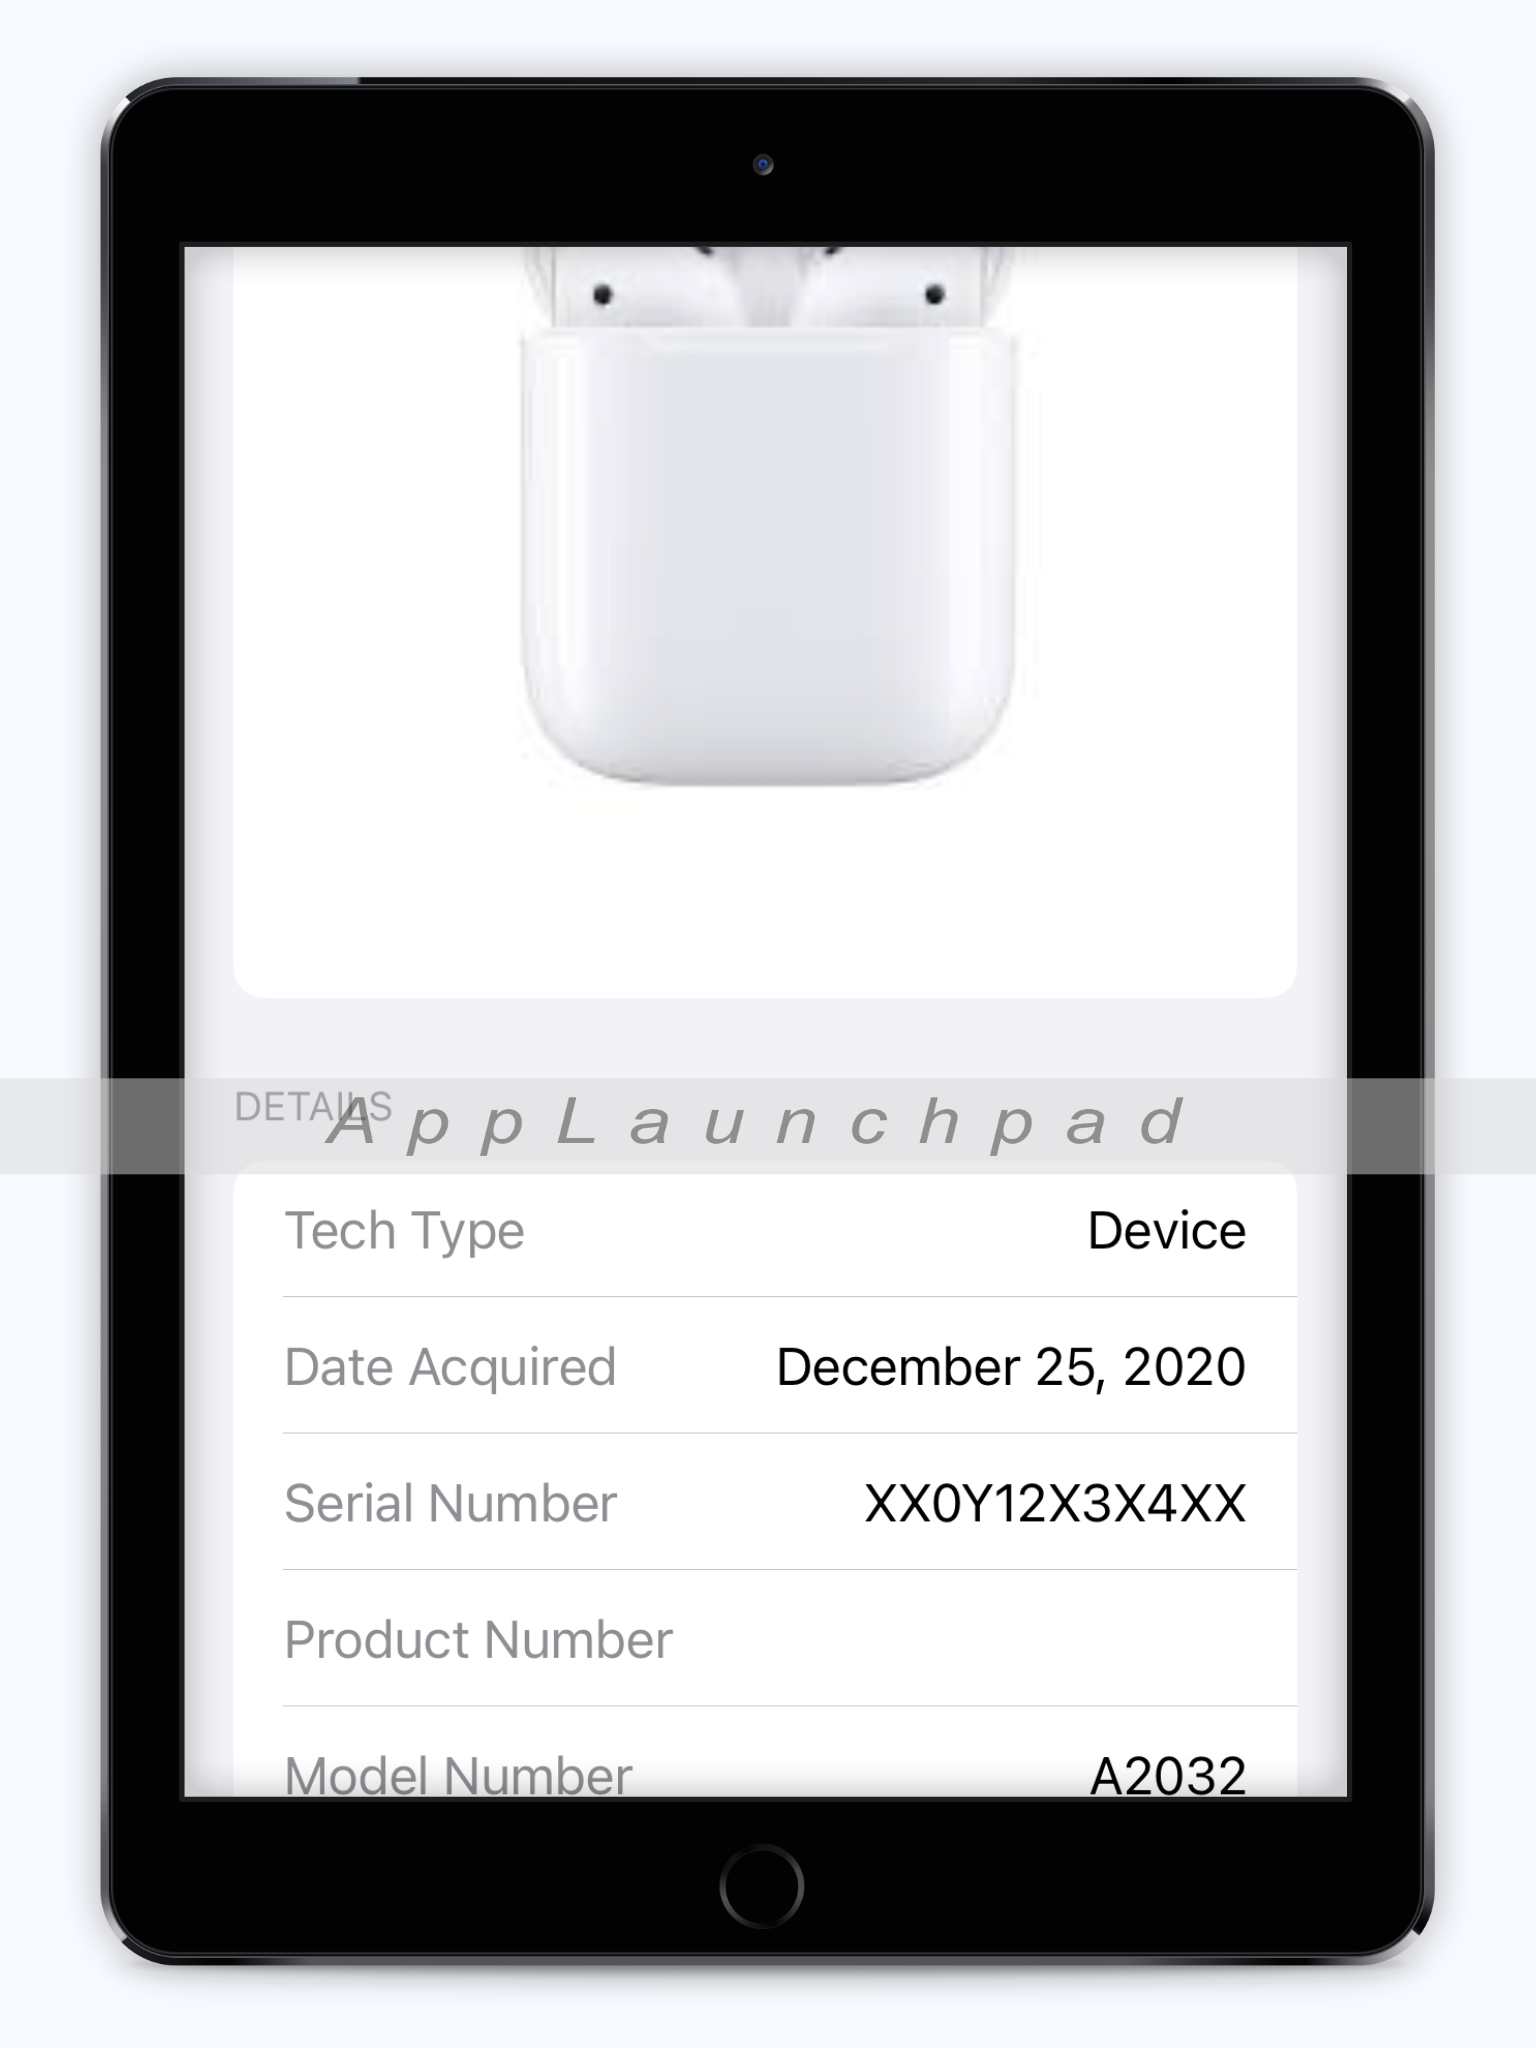 DETAILS
AppLaunchpad
Tech Type Device
Date Acquired December 25, 2020
Serial Number XX0Y12X3X4XX
Product Number
Model Number A2032